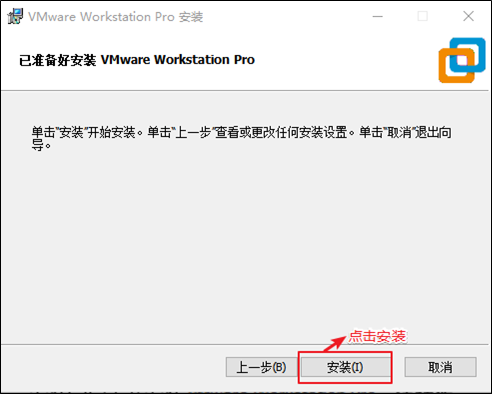 VMware Workstation Pro 安装
已准备好安装 VMware Workstation Pro
单击“安装”开始安装。单击“上一步”查看或更改任何安装设置。单击“取消”退出向
导。
点击安装
上一步(B)
安装(I)
取消